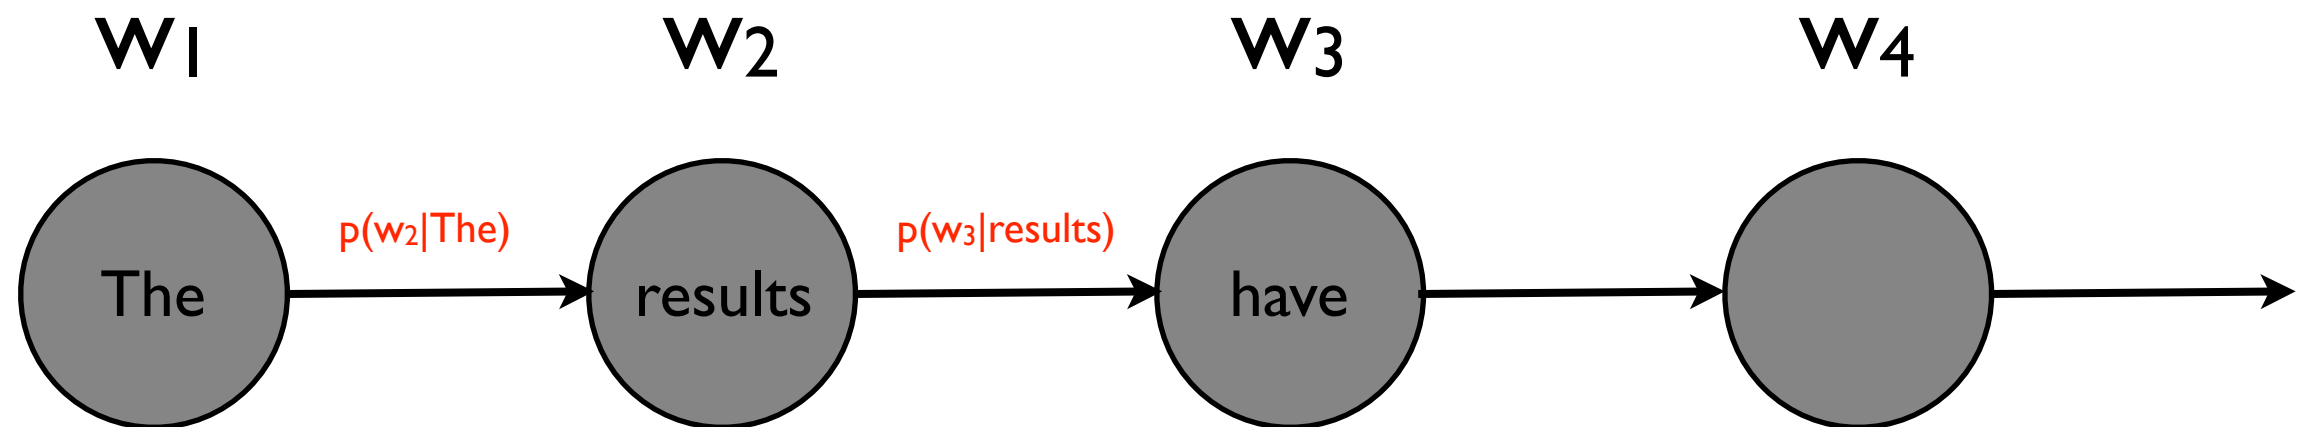 w1 w2 w3 w4
p(w2|The) p(w3|results)
The results have